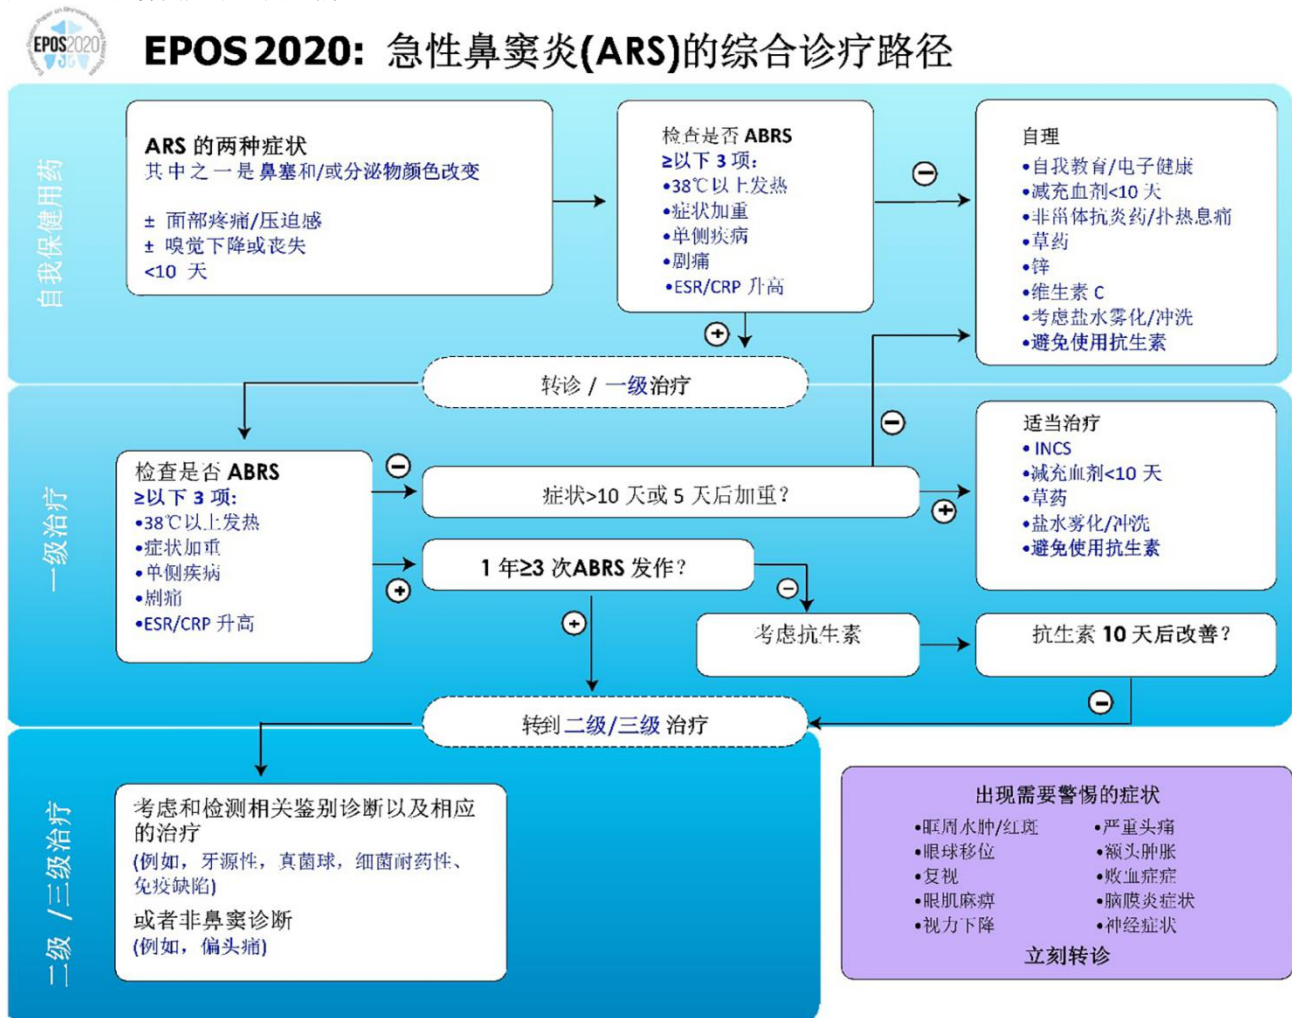 EPOS2020
EPOS 2020: 急性鼻窦炎(ARS)的综合诊疗路径
自我保健用药
ARS 的两种症状
其中之一是鼻塞和/或分泌物颜色改变
± 面部疼痛/压迫感
± 嗅觉下降或丧失
<10 天
检查是否 ABRS
≥以下 3 项:
•38℃以上发热
•症状加重
•单侧疾病
•剧痛
•ESR/CRP 升高
自理
•自我教育/电子健康
•减充血剂<10 天
•非甾体抗炎药/扑热息痛
•草药
•锌
•维生素 C
•考虑盐水雾化/冲洗
•避免使用抗生素
转诊 / 一级治疗
一级治疗
检查是否 ABRS
≥以下 3 项:
•38℃以上发热
•症状加重
•单侧疾病
•剧痛
•ESR/CRP 升高
症状>10 天或 5 天后加重?
适当治疗
• INCS
•减充血剂<10 天
•草药
•盐水雾化/冲洗
•避免使用抗生素
1 年≥3 次ABRS 发作?
考虑抗生素
抗生素 10 天后改善?
转到二级/三级 治疗
二级 /三级治疗
考虑和检测相关鉴别诊断以及相应
的治疗
(例如，牙源性，真菌球，细菌耐药性、
免疫缺陷)
或者非鼻窦诊断
(例如，偏头痛)
出现需要警惕的症状
•眶周水肿/红斑
•眼球移位
•复视
•眼肌麻痹
•视力下降
•严重头痛
•额头肿胀
•败血症症
•脑膜炎症状
•神经症状
立刻转诊